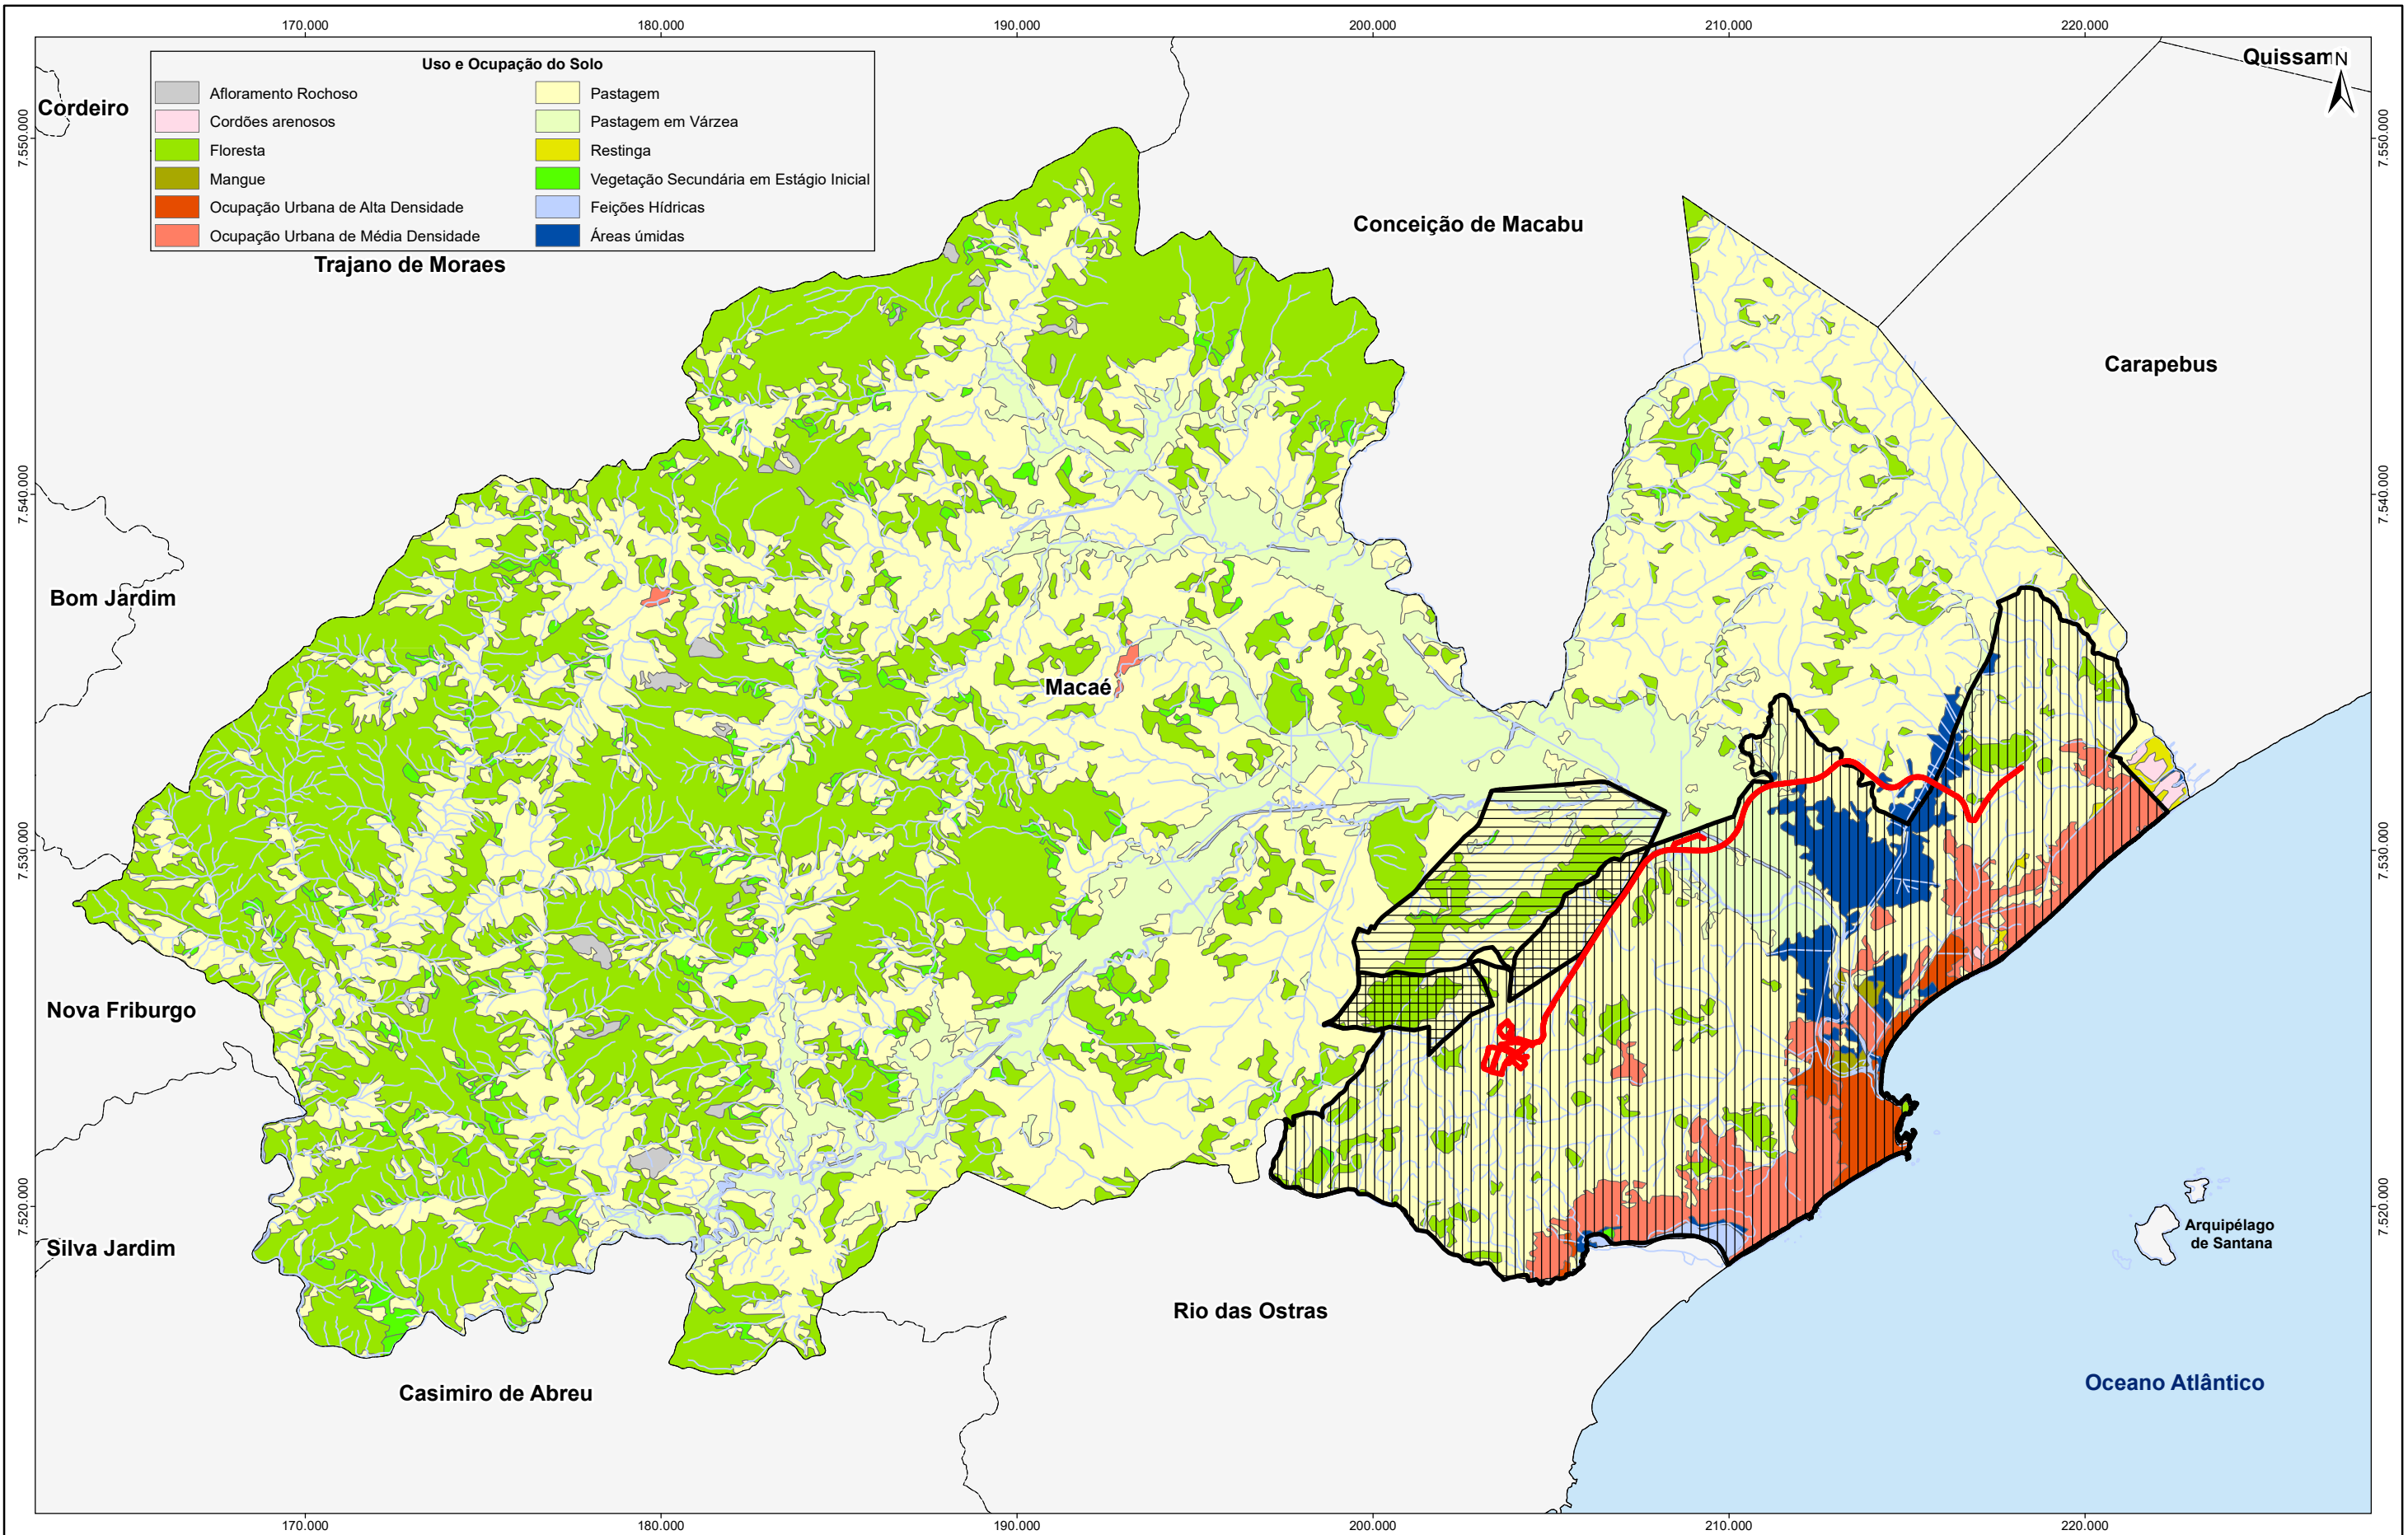 170.000 180.000 190.000 200.000 210.000 220.000
Uso e Ocupação do Solo
Afloramento Rochoso
Cordões arenosos
Floresta
Mangue
Ocupação Urbana de Alta Densidade
Ocupação Urbana de Média Densidade
Pastagem
Pastagem em Várzea
Restinga
Vegetação Secundária em Estágio Inicial
Feições Hídricas
Áreas úmidas
Quissam
N
Cordeiro
7.550.000
7.550.000
Conceição de Macabu
Trajano de Moraes
Carapebus
7.540.000
7.540.000
Bom Jardim
Macaé
7.530.000
7.530.000
Nova Friburgo
7.520.000
7.520.000
Arquipélago
de Santana
Silva Jardim
Rio das Ostras
Oceano Atlântico
Casimiro de Abreu
170.000 180.000 190.000 200.000 210.000 220.000